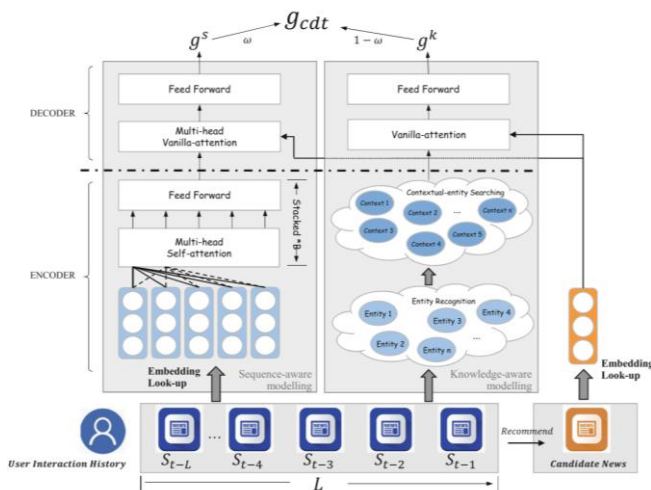 g_cdt
g^s ω 1-ω g^k
Feed Forward Feed Forward
DECODER
Multi-head
Vanilla-attention
Vanilla-attention
Feed Forward
Stacked *B
Multi-head
Self-attention
ENCODER
Contextual-entity Searching
Context 1
Context 2
...
Context n
Context 3
Context 4
Context 5
Entity Recognition
Entity 1
Entity 3
Entity 4
Entity 2
Entity n
...
Embedding
Look-up
Sequence-aware
modelling
Knowledge-aware
modelling
Embedding
Look-up
...
Recommend
User Interaction History
S_{t-L} S_{t-4} S_{t-3} S_{t-2} S_{t-1}
Candidate News
L